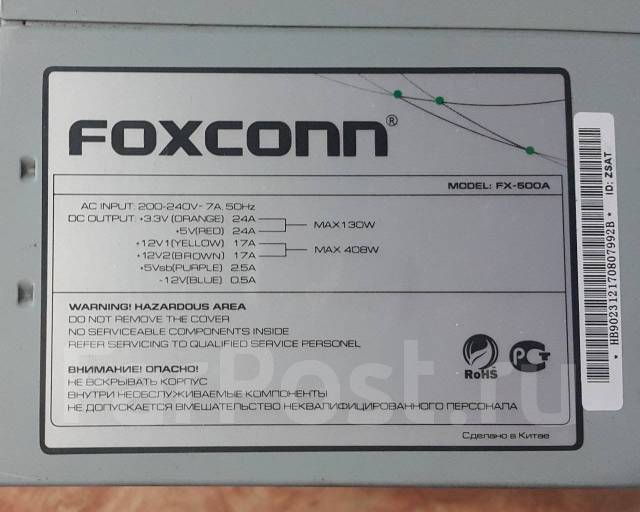 FOXCONN®
MODEL: FX-500A
AC INPUT: 200-240V~ 7A, 50Hz
DC OUTPUT: +3.3V (ORANGE) 24A
+5V(RED) 24A
MAX130W
+12V1(YELLOW) 17A
+12V2(BROWN) 17A
MAX 408W
+5Vsb(PURPLE) 2.5A
-12V(BLUE) 0.5A
WARNING! HAZARDOUS AREA
DO NOT REMOVE THE COVER
NO SERVICEABLE COMPONENTS INSIDE
REFER SERVICING TO QUALIFIED SERVICE PERSONEL
ВНИМАНИЕ! ОПАСНО!
НЕ ВСКРЫВАТЬ КОРПУС
ВНУТРИ НЕОБСЛУЖИВАЕМЫЕ КОМПОНЕНТЫ
НЕ ДОПУСКАЕТСЯ ВМЕШАТЕЛЬСТВО НЕКВАЛИФИЦИРОВАННОГО ПЕРСОНАЛА
RoHS
РСТ
Сделано в Китае
* HB902312170807992B *
ID: ZSAT
FarPost.ru